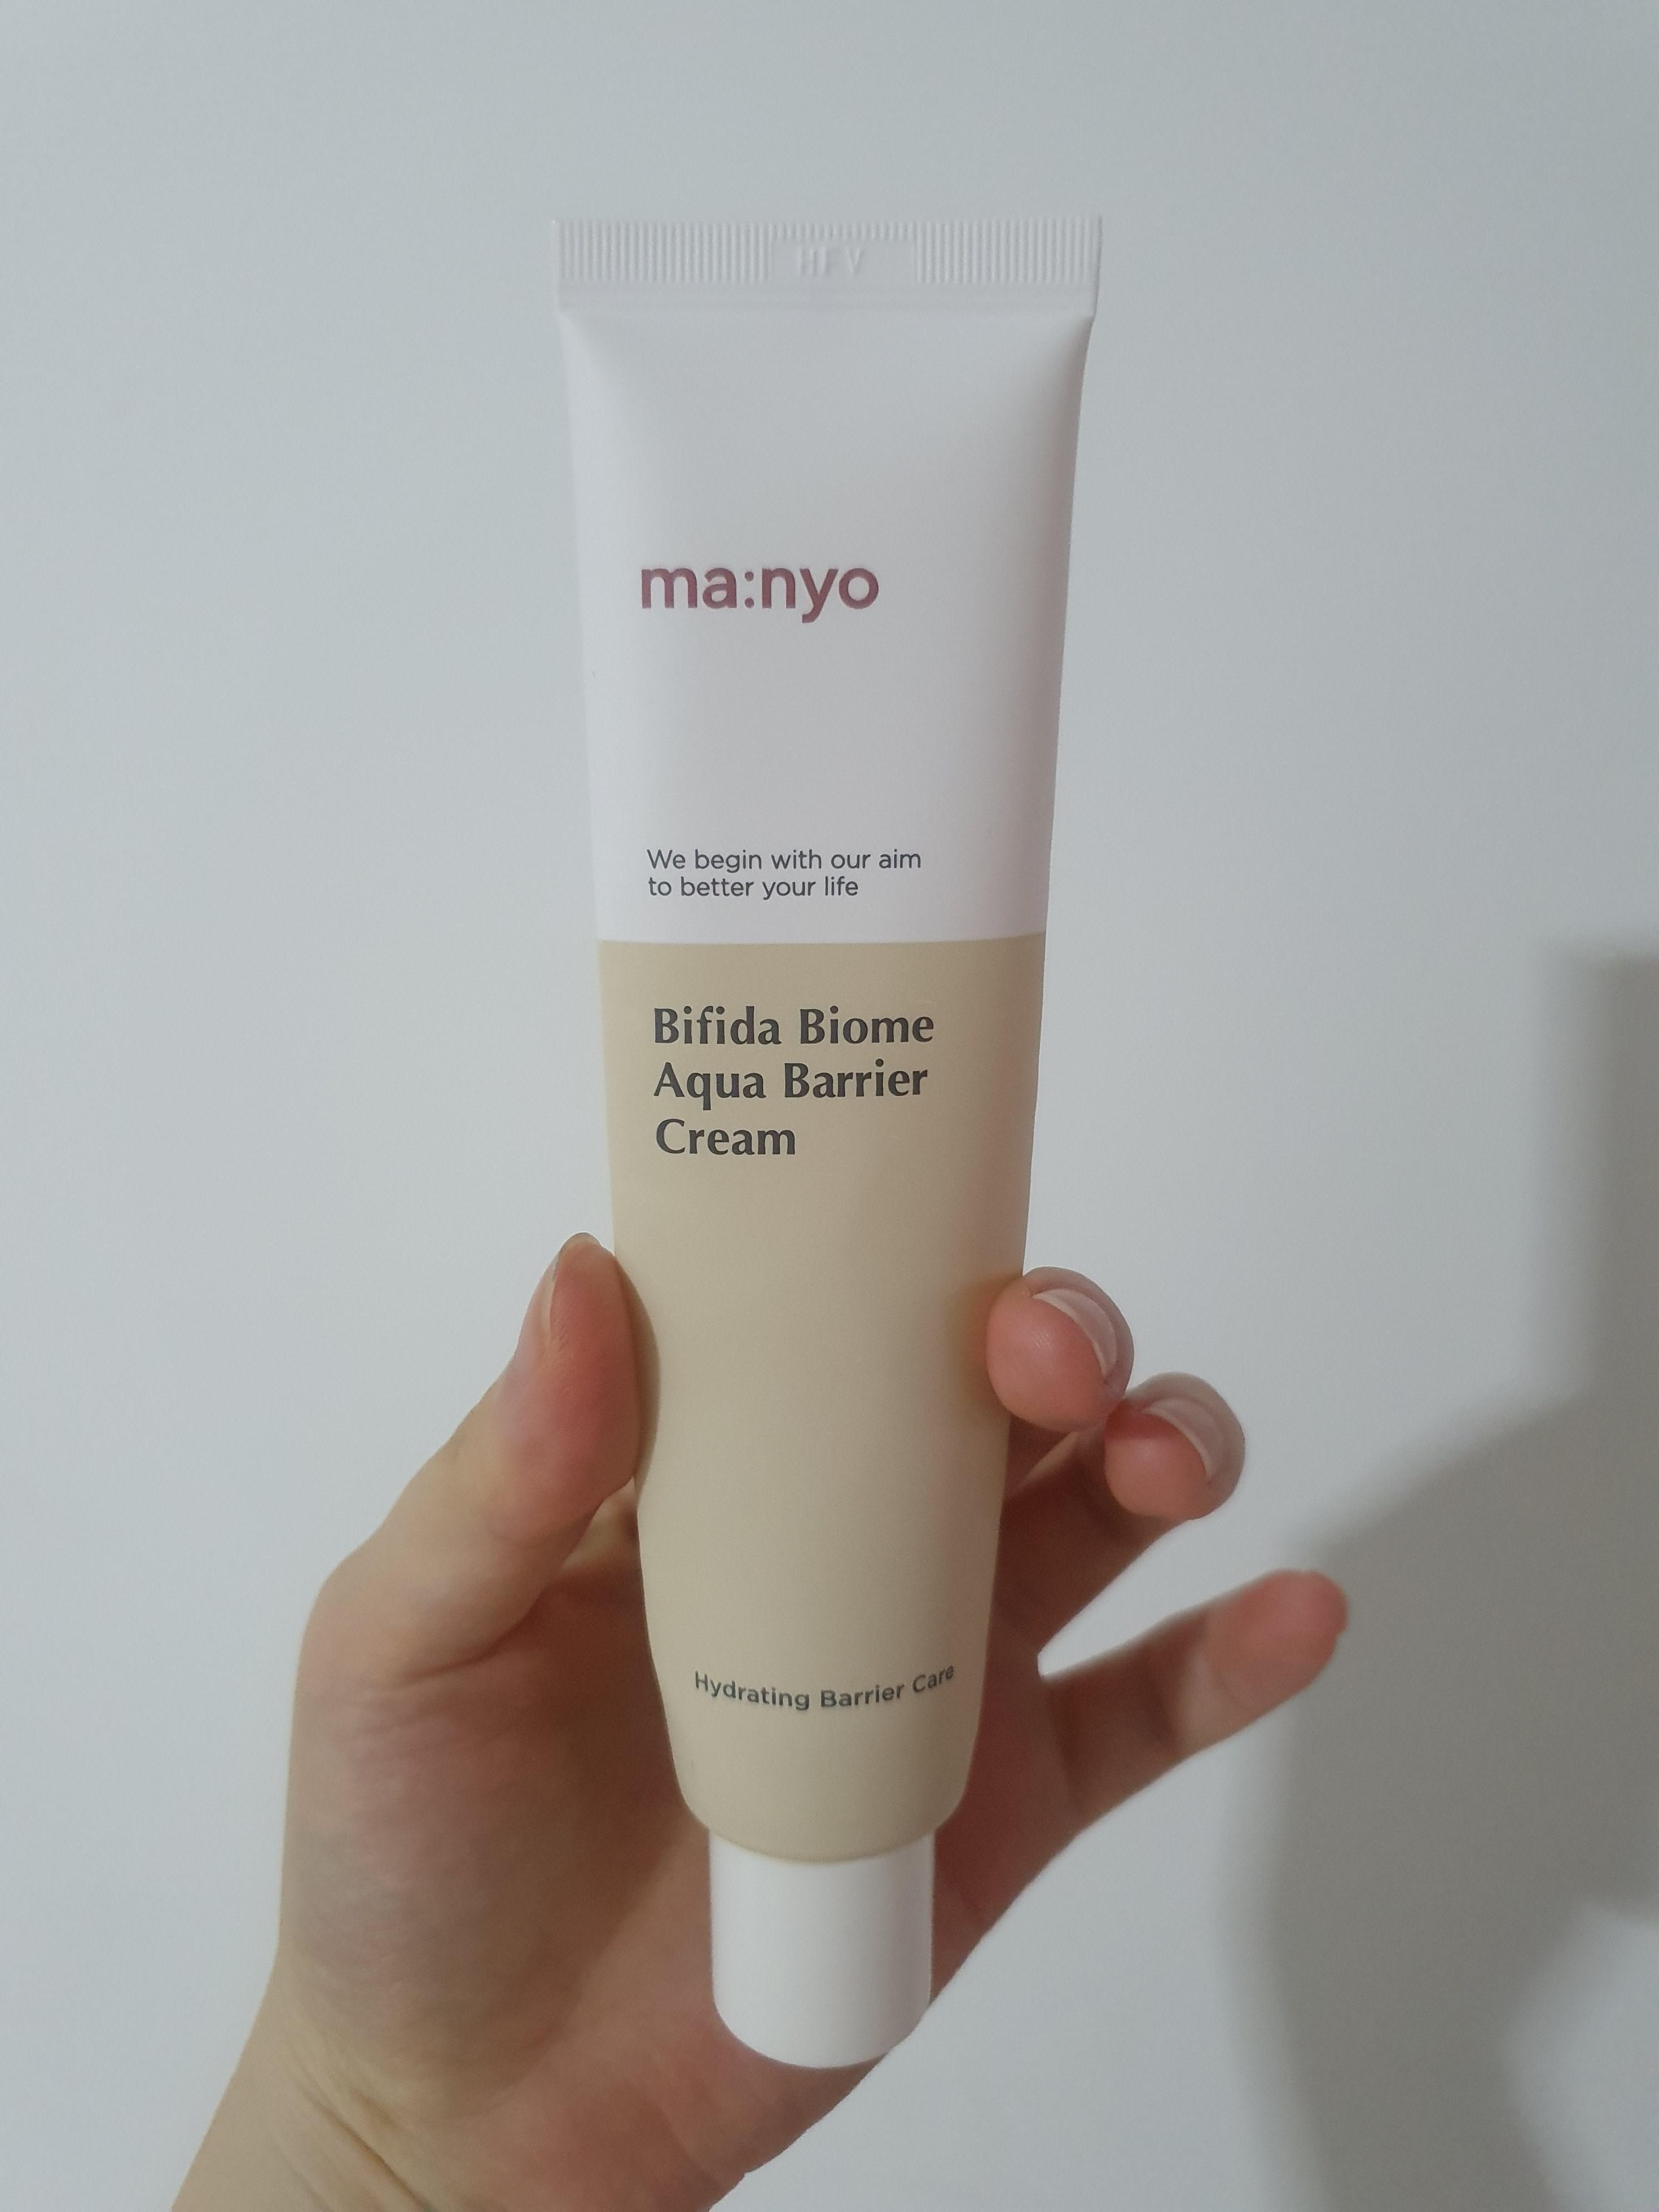 ma:nyo
We begin with our aim
to better your life
Bifida Biome
Aqua Barrier
Cream
Hydrating Barrier Care